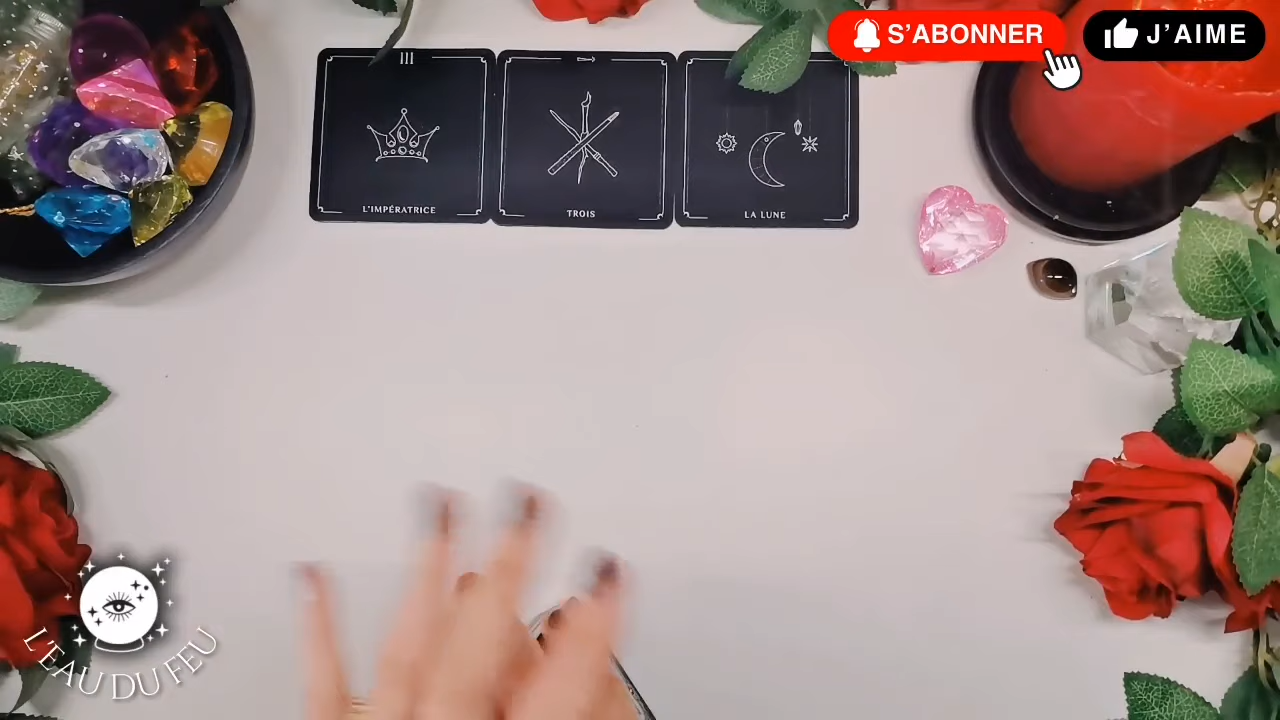 S'ABONNER
J'AIME
III
L'IMPÉRATRICE
TROIS
LA LUNE
L'EAU DU FEU